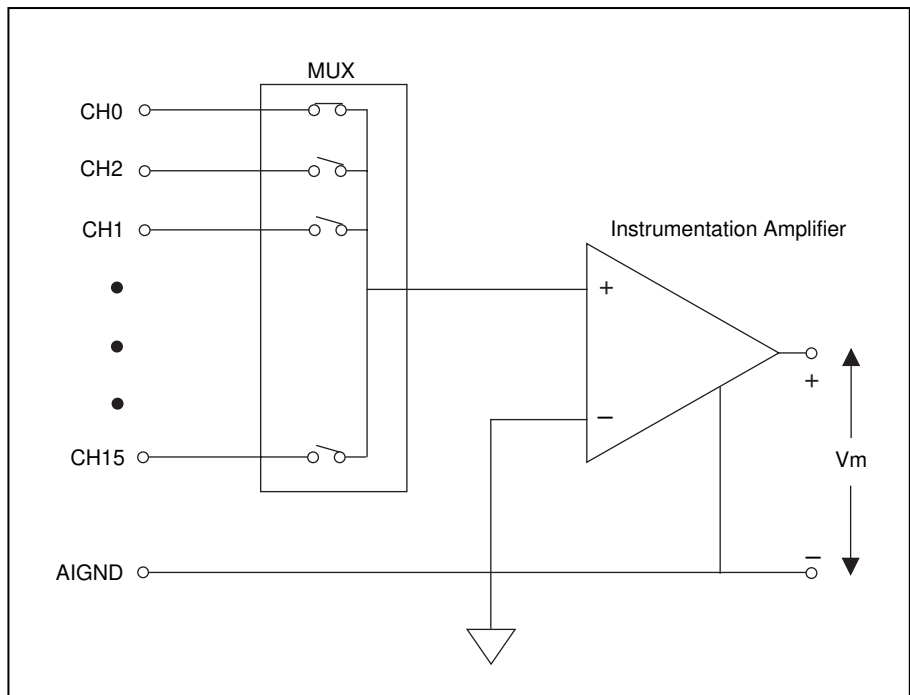 MUX
CH0
CH2
CH1
Instrumentation Amplifier
+
−
+
CH15
Vm
AIGND
−